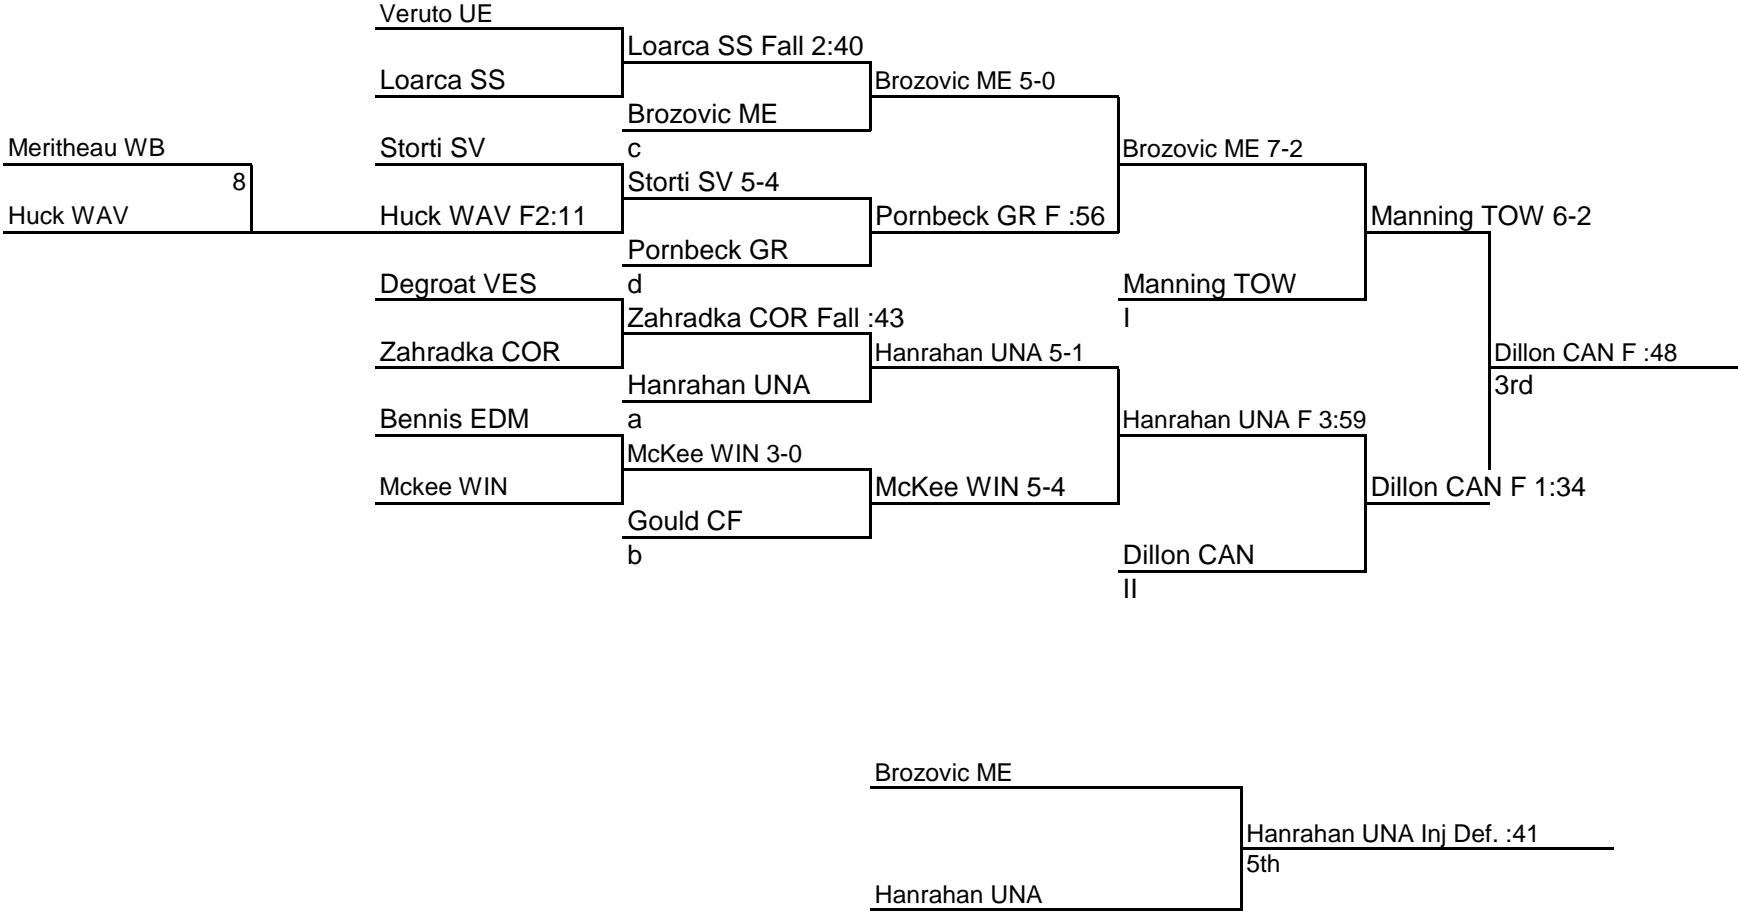 Veruto UE
Loarca SS Fall 2:40
Loarca SS
Brozovic ME 5-0
Brozovic ME
Meritheau WB
Storti SV
c
Brozovic ME 7-2
8
Storti SV 5-4
Huck WAV
Huck WAV F2:11
Pornbeck GR F :56
Manning TOW 6-2
Pornbeck GR
Degroat VES
d
Manning TOW
Zahradka COR Fall :43
I
Zahradka COR
Hanrahan UNA 5-1
Dillon CAN F :48
Hanrahan UNA
3rd
Bennis EDM
a
Hanrahan UNA F 3:59
McKee WIN 3-0
Mckee WIN
McKee WIN 5-4
Dillon CAN F 1:34
Gould CF
b
Dillon CAN
II
Brozovic ME
Hanrahan UNA Inj Def. :41
5th
Hanrahan UNA